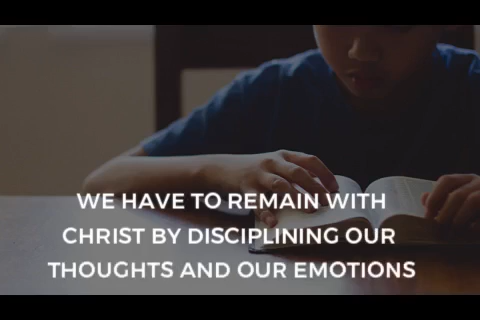 WE HAVE TO REMAIN WITH
CHRIST BY DISCIPLINING OUR
THOUGHTS AND OUR EMOTIONS